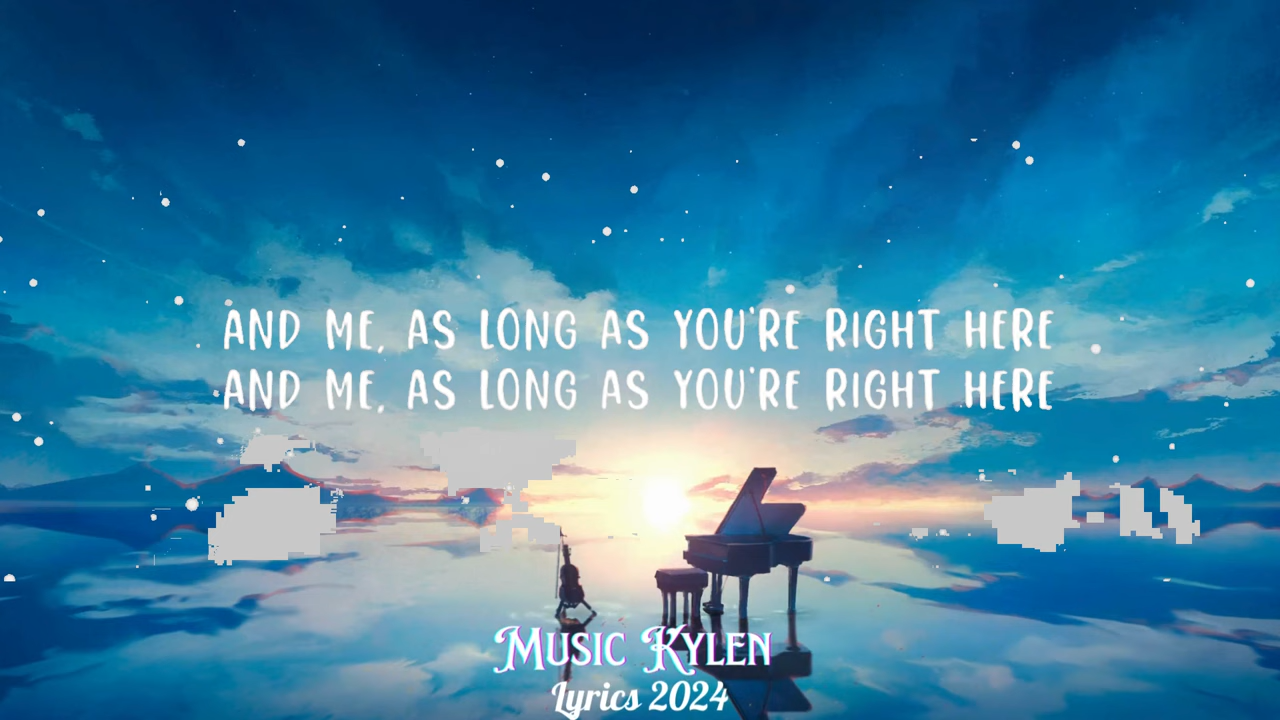 AND ME, AS LONG AS YOU'RE RIGHT HERE
AND ME, AS LONG AS YOU'RE RIGHT HERE
MUSIC KYLEN
Lyrics 2024